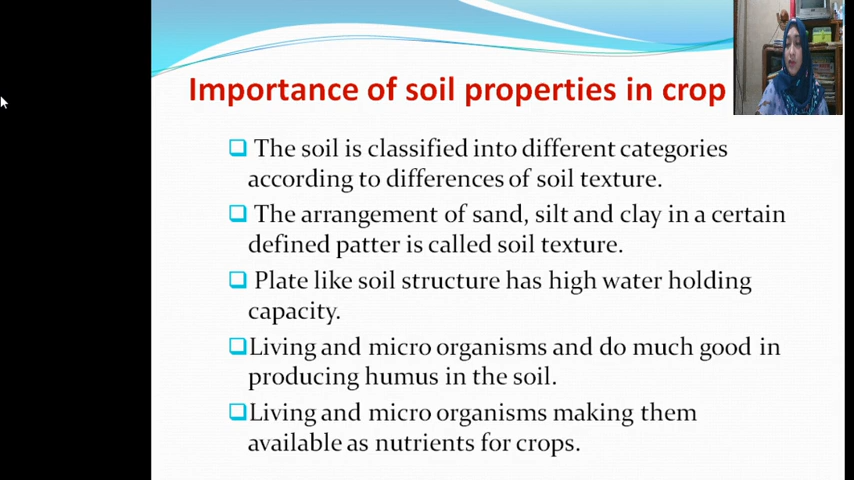 Importance of soil properties in crop
The soil is classified into different categories
according to differences of soil texture.
The arrangement of sand, silt and clay in a certain
defined patter is called soil texture.
Plate like soil structure has high water holding
capacity.
Living and micro organisms and do much good in
producing humus in the soil.
Living and micro organisms making them
available as nutrients for crops.